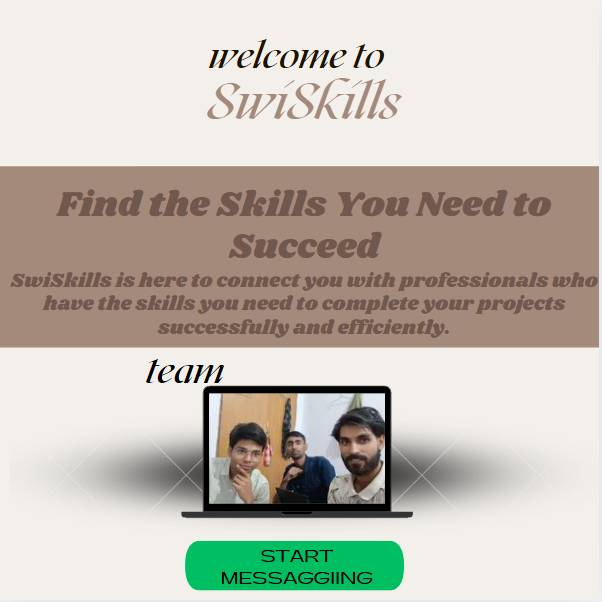 welcome to
SwiSkills
Find the Skills You Need to
Succeed
SwiSkills is here to connect you with professionals who
have the skills you need to complete your projects
successfully and efficiently.
team
START
MESSAGGIING